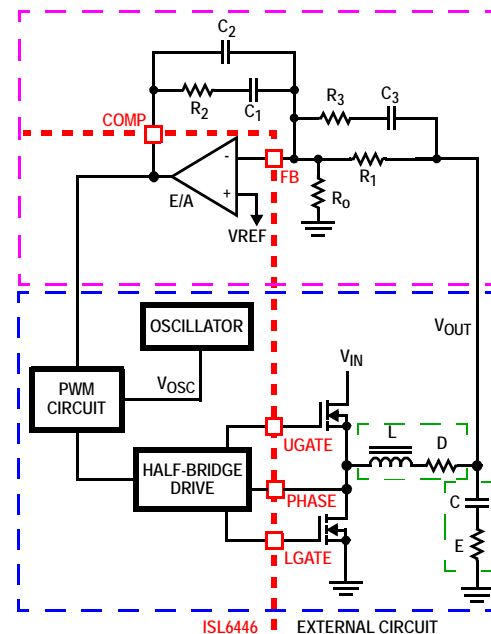 C2
R2
C1
R3
C3
COMP
-
+
E/A
FB
R1
Ro
VREF
OSCILLATOR
VOUT
VIN
PWM
CIRCUIT
VOSC
UGATE
L
D
HALF-BRIDGE
DRIVE
PHASE
C
LGATE
E
ISL6446
EXTERNAL CIRCUIT